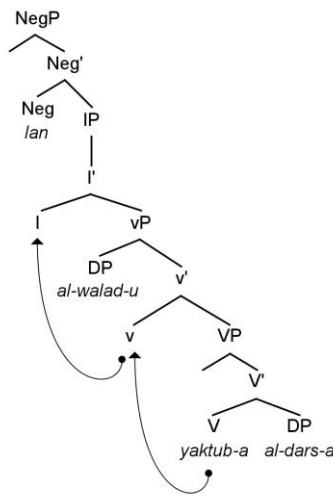 NegP
Neg'
Neg IP
lan
I'
I vP
DP v'
al-walad-u
v VP
V'
V DP
yaktub-a al-dars-a